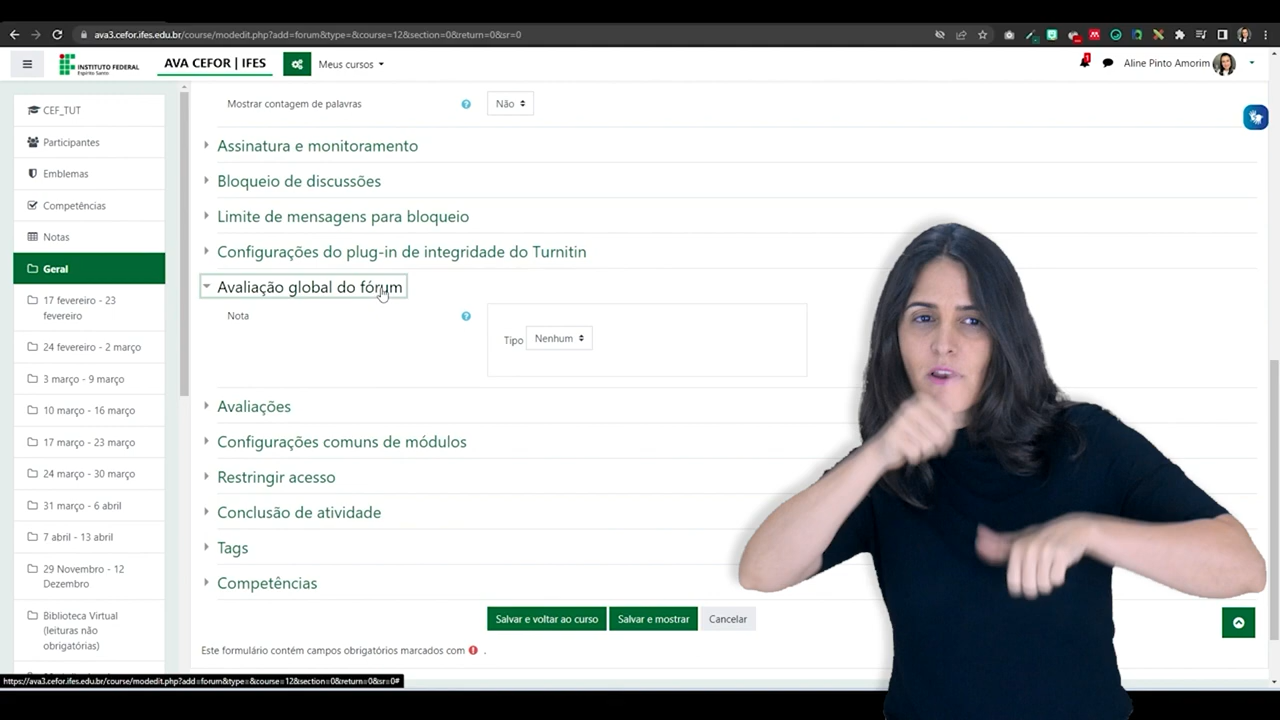 ava3.cefor.ifes.edu.br/course/modedit.php?add=forum&type=&course=12&section=0&return=0&sr=0
INSTITUTO FEDERAL
Espírito Santo
AVA CEFOR | IFES
Meus cursos
Aline Pinto Amorim
CEF_TUT
Participantes
Emblemas
Competências
Notas
Geral
17 fevereiro - 23
fevereiro
24 fevereiro - 2 março
3 março - 9 março
10 março - 16 março
17 março - 23 março
24 março - 30 março
31 março - 6 abril
7 abril - 13 abril
29 Novembro - 12
Dezembro
Biblioteca Virtual
(leituras não
obrigatórias)
Mostrar contagem de palavras
Não
Assinatura e monitoramento
Bloqueio de discussões
Limite de mensagens para bloqueio
Configurações do plug-in de integridade do Turnitin
Avaliação global do fórum
Nota
Tipo Nenhum
Avaliações
Configurações comuns de módulos
Restringir acesso
Conclusão de atividade
Tags
Competências
Salvar e voltar ao curso Salvar e mostrar Cancelar
Este formulário contém campos obrigatórios marcados com .
https://ava3.cefor.ifes.edu.br/course/modedit.php?add=forum&type=&course=12&section=0&return=0&sr=0#